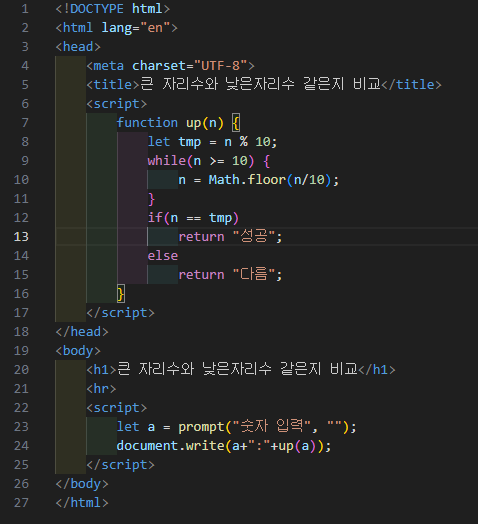 1 <!DOCTYPE html>
2 <html lang="en">
3 <head>
4     <meta charset="UTF-8">
5     <title>큰 자리수와 낮은자리수 같은지 비교</title>
6     <script>
7         function up(n) {
8             let tmp = n % 10;
9             while(n >= 10) {
10                 n = Math.floor(n/10);
11             }
12             if(n == tmp)
13                 return "성공";
14             else
15                 return "다름";
16         }
17     </script>
18 </head>
19 <body>
20     <h1>큰 자리수와 낮은자리수 같은지 비교</h1>
21     <hr>
22     <script>
23         let a = prompt("숫자 입력", "");
24         document.write(a+":"+up(a));
25     </script>
26 </body>
27 </html>